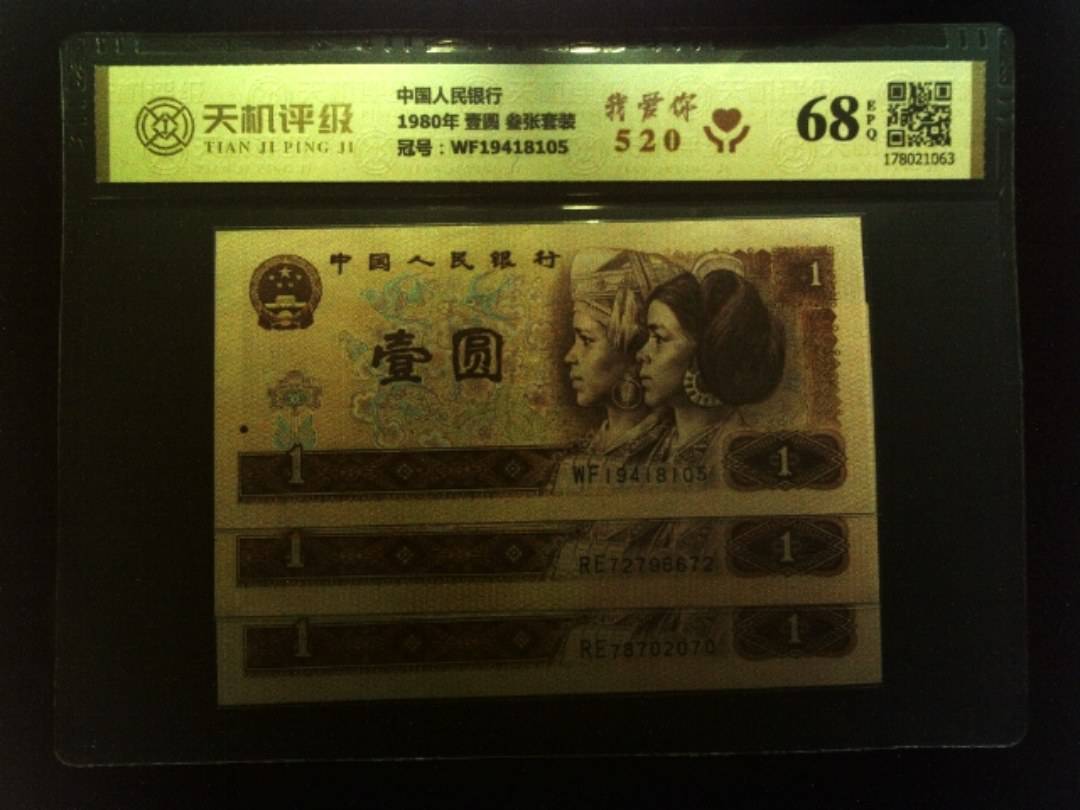 天机评级
TIAN JI PING JI
中国人民银行
1980年 壹圆 叁张套装
冠号：WF19418105
我爱你
520
68
EPQ
178021063
中国人民银行
1
壹圆
1
WF19418105
1
1
RE72798672
1
1
RE78702070
1